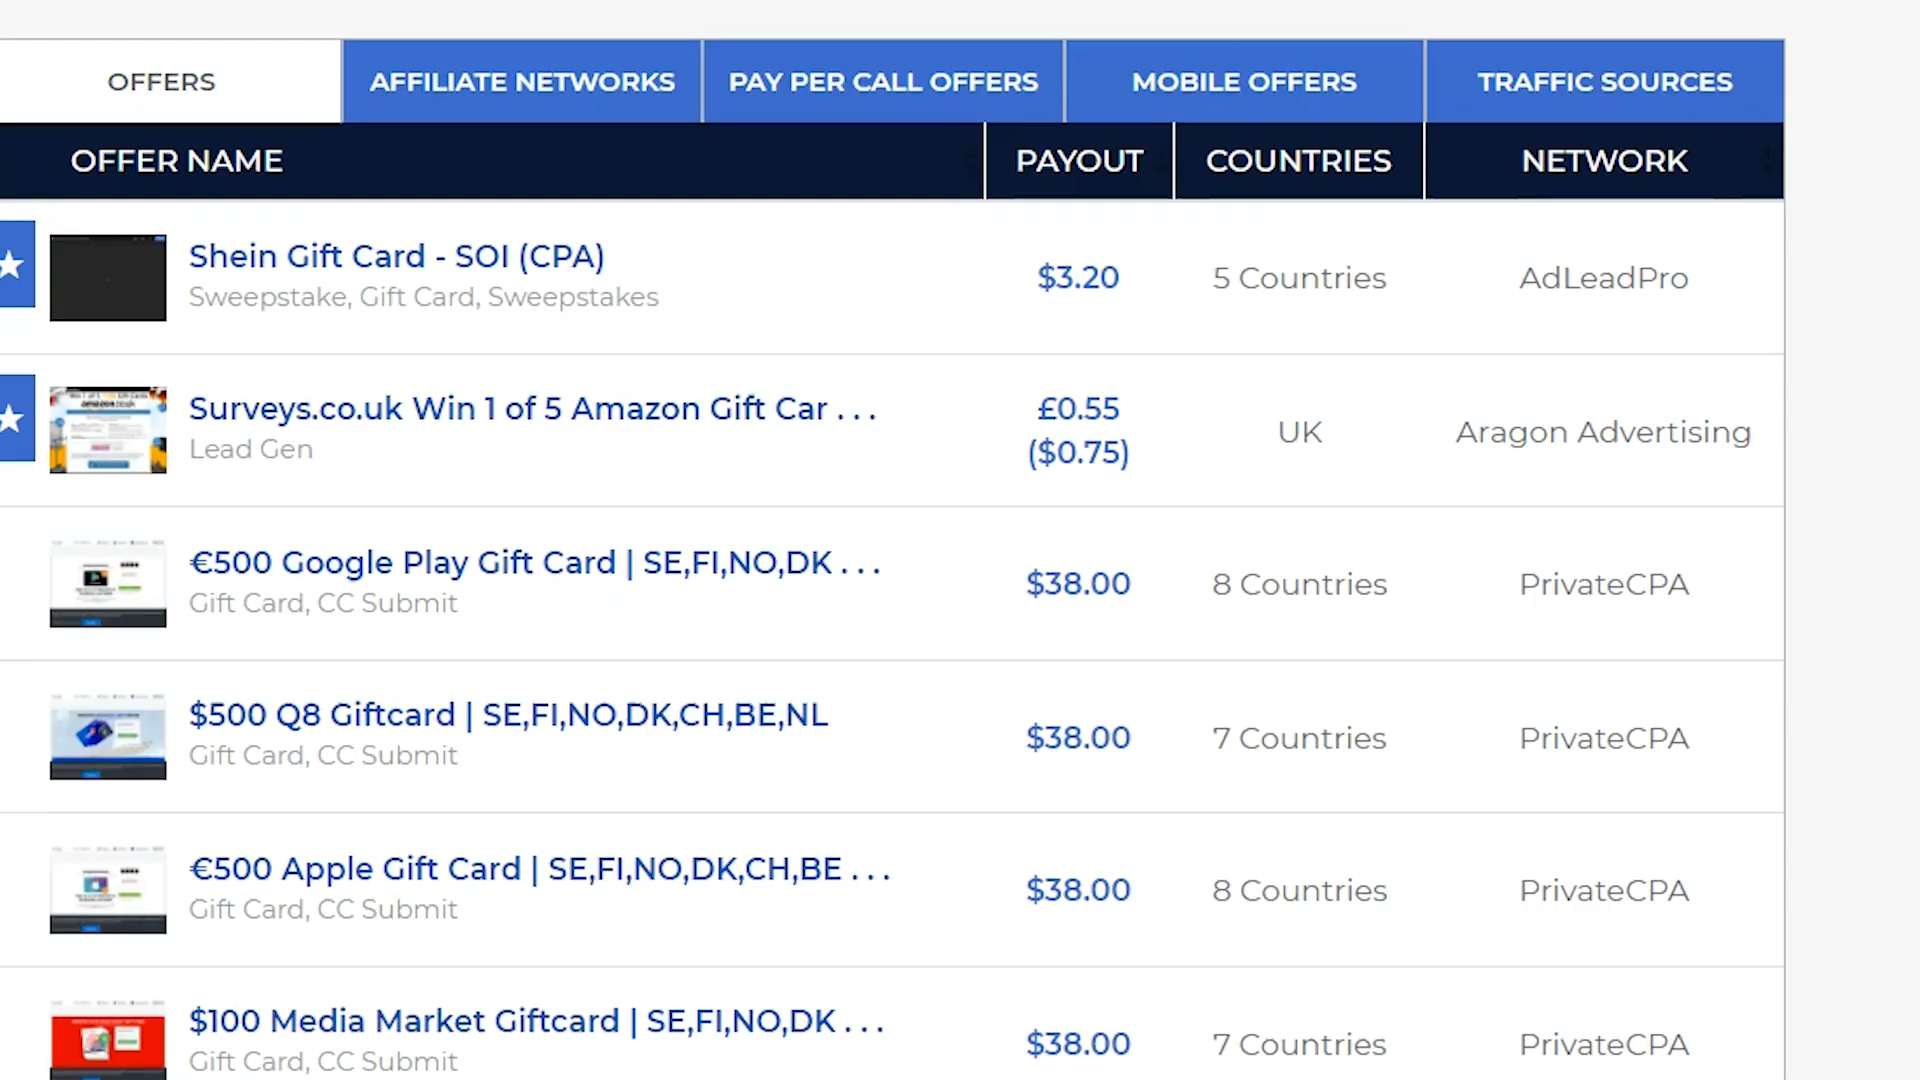 OFFERS
AFFILIATE NETWORKS
PAY PER CALL OFFERS
MOBILE OFFERS
TRAFFIC SOURCES
OFFER NAME
PAYOUT
COUNTRIES
NETWORK
Shein Gift Card - SOI (CPA)
Sweepstake, Gift Card, Sweepstakes
$3.20
5 Countries
AdLeadPro
Surveys.co.uk Win 1 of 5 Amazon Gift Car . . .
Lead Gen
£0.55
($0.75)
UK
Aragon Advertising
€500 Google Play Gift Card | SE,FI,NO,DK . . .
Gift Card, CC Submit
$38.00
8 Countries
PrivateCPA
$500 Q8 Giftcard | SE,FI,NO,DK,CH,BE,NL
Gift Card, CC Submit
$38.00
7 Countries
PrivateCPA
€500 Apple Gift Card | SE,FI,NO,DK,CH,BE . . .
Gift Card, CC Submit
$38.00
8 Countries
PrivateCPA
$100 Media Market Giftcard | SE,FI,NO,DK . . .
Gift Card, CC Submit
$38.00
7 Countries
PrivateCPA